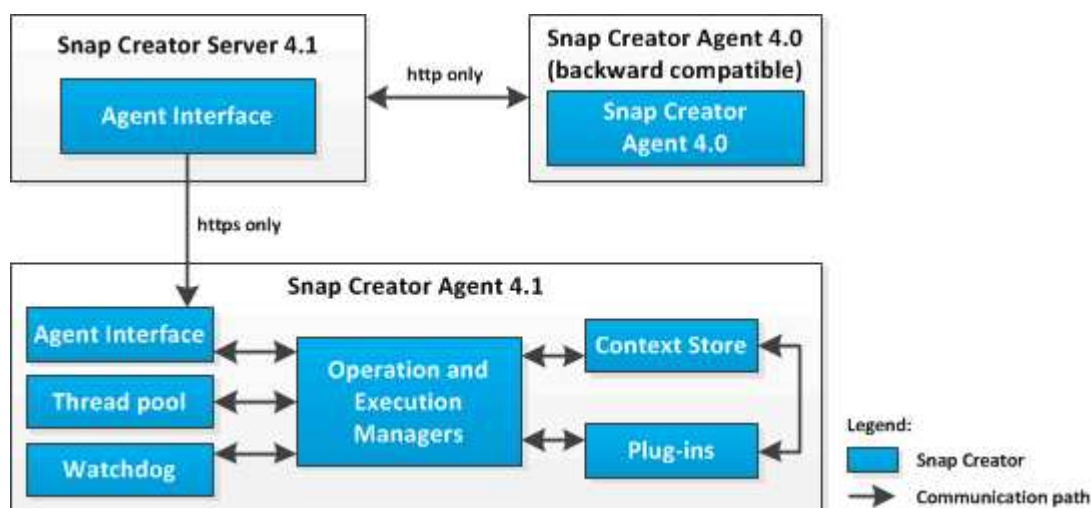 Snap Creator Server 4.1
Agent Interface
http only
Snap Creator Agent 4.0
(backward compatible)
Snap Creator
Agent 4.0
https only
Snap Creator Agent 4.1
Agent Interface
Thread pool
Watchdog
Operation and
Execution
Managers
Context Store
Plug-ins
Legend:
Snap Creator
Communication path